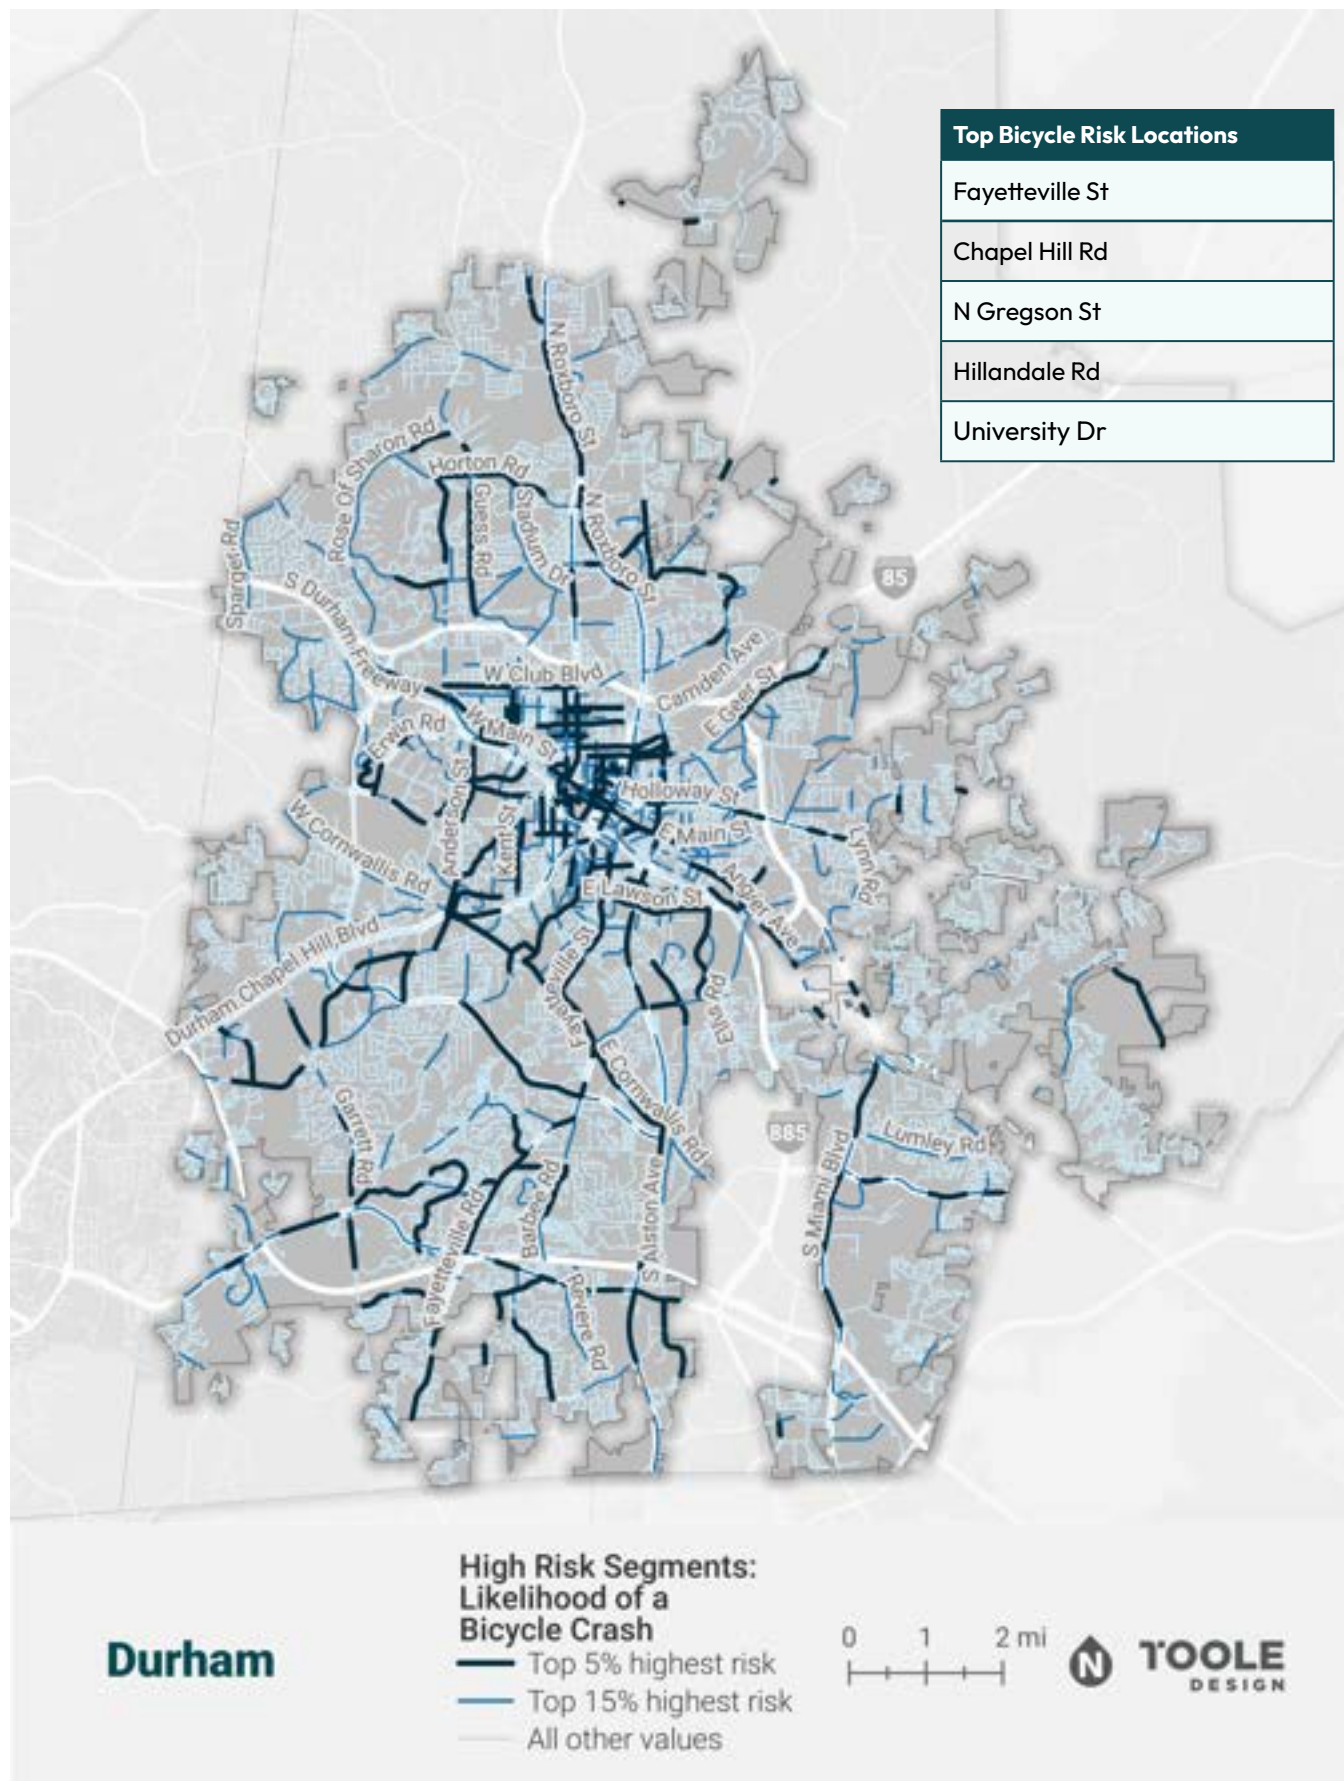 Top Bicycle Risk Locations
Fayetteville St
Chapel Hill Rd
N Gregson St
Hillandale Rd
University Dr
N Roxboro St
Rose Of Sharon Rd
Horton Rd
Guess Rd
Stadium Dr
N Roxboro St
Sparger Rd
S Durham Freeway
85
W Club Blvd
Camden Ave
E Geer St
Erwin Rd
W Main St
Anderson St
Holloway St
W Cornwallis Rd
Kent St
E Main St
Lynn Rd
Angier Ave
E Lawson St
Durham Chapel Hill Blvd
Fayetteville St
Ellis Rd
E Cornwallis Rd
Garrett Rd
885
Lumley Rd
S Miami Blvd
Barbee Rd
S Alston Ave
Fayetteville Rd
Revere Rd
High Risk Segments:
Likelihood of a
Bicycle Crash
Top 5% highest risk
Top 15% highest risk
All other values
Durham
0 1 2 mi
N
TOOLE
DESIGN